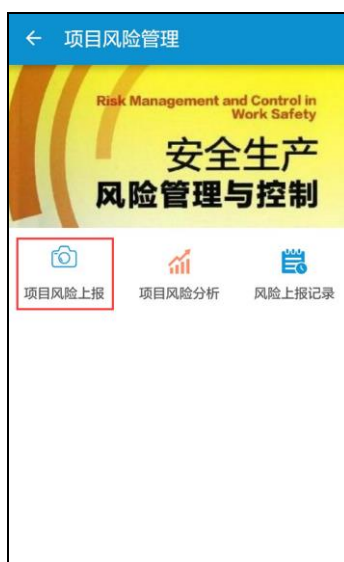 项目风险管理
Risk Management and Control in
Work Safety
安全生产
风险管理与控制
项目风险上报
项目风险分析
风险上报记录